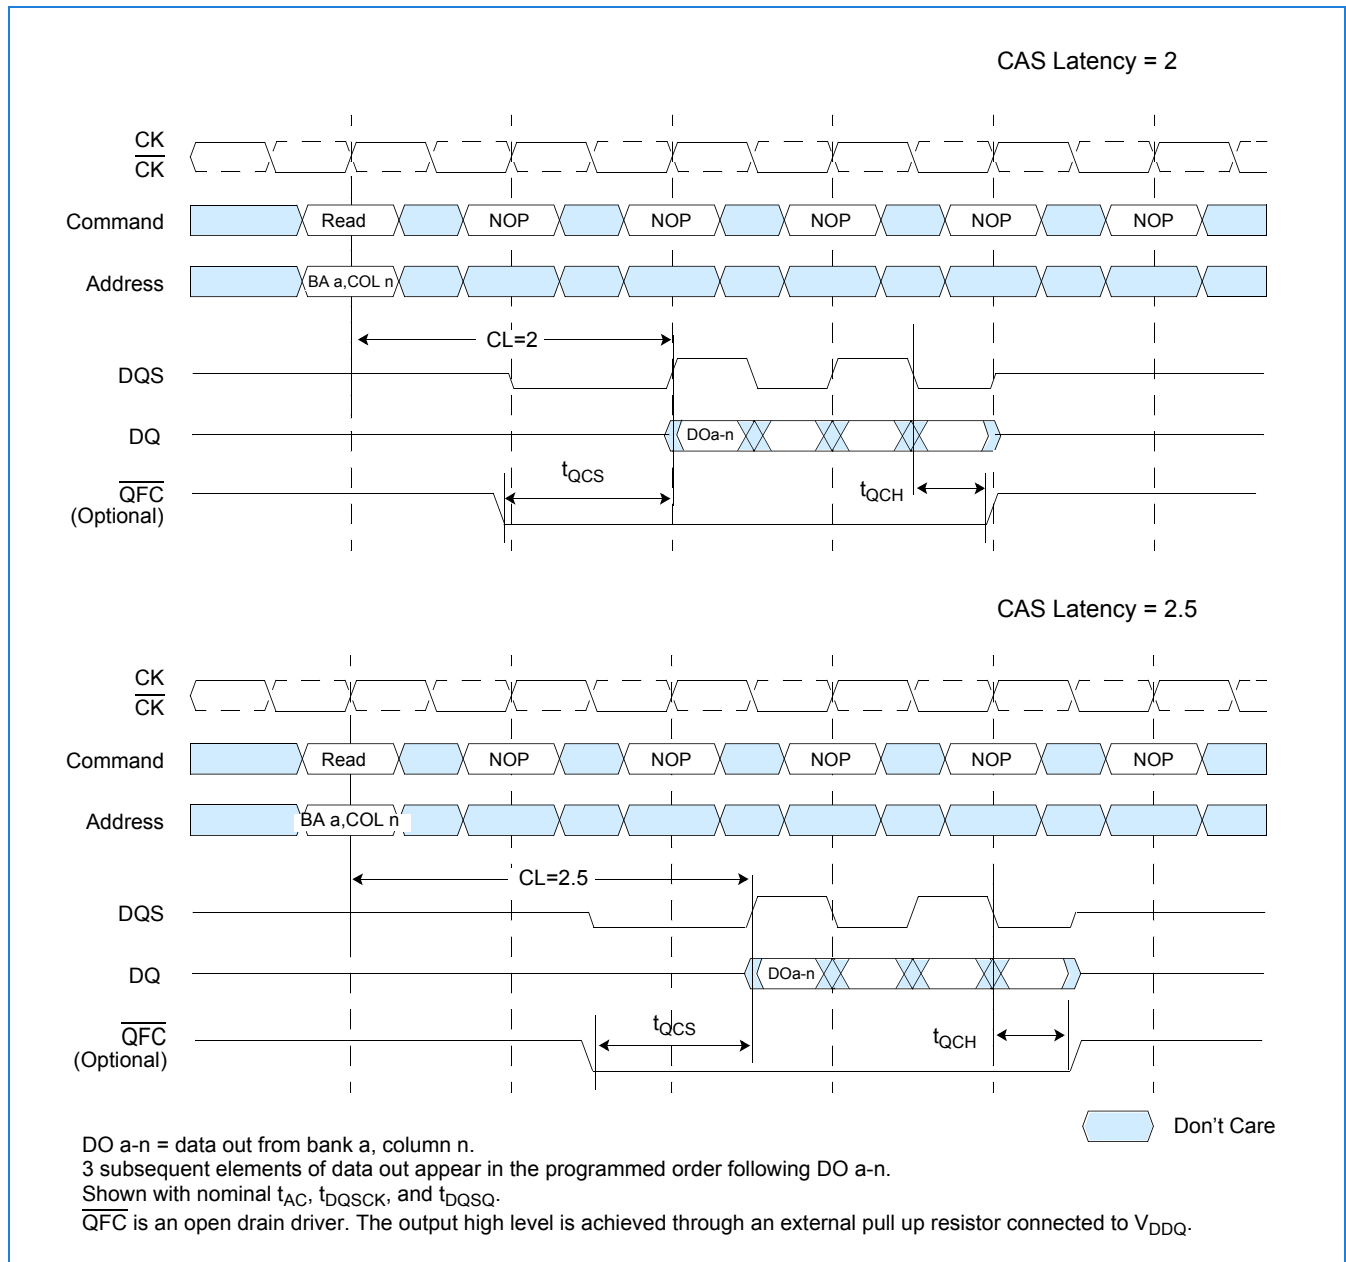 CAS Latency = 2
CK
CK
Command
Read
NOP
NOP
NOP
NOP
NOP
Address
BA a,COL n
CL=2
DQS
DQ
DOa-n
tQCS
tQCH
QFC
(Optional)
CAS Latency = 2.5
CK
CK
Command
Read
NOP
NOP
NOP
NOP
NOP
Address
BA a,COL n
CL=2.5
DQS
DQ
DOa-n
tQCS
tQCH
QFC
(Optional)
Don't Care
DO a-n = data out from bank a, column n.
3 subsequent elements of data out appear in the programmed order following DO a-n.
Shown with nominal tAC, tDQSCK, and tDQSQ.
QFC is an open drain driver. The output high level is achieved through an external pull up resistor connected to VDDQ.